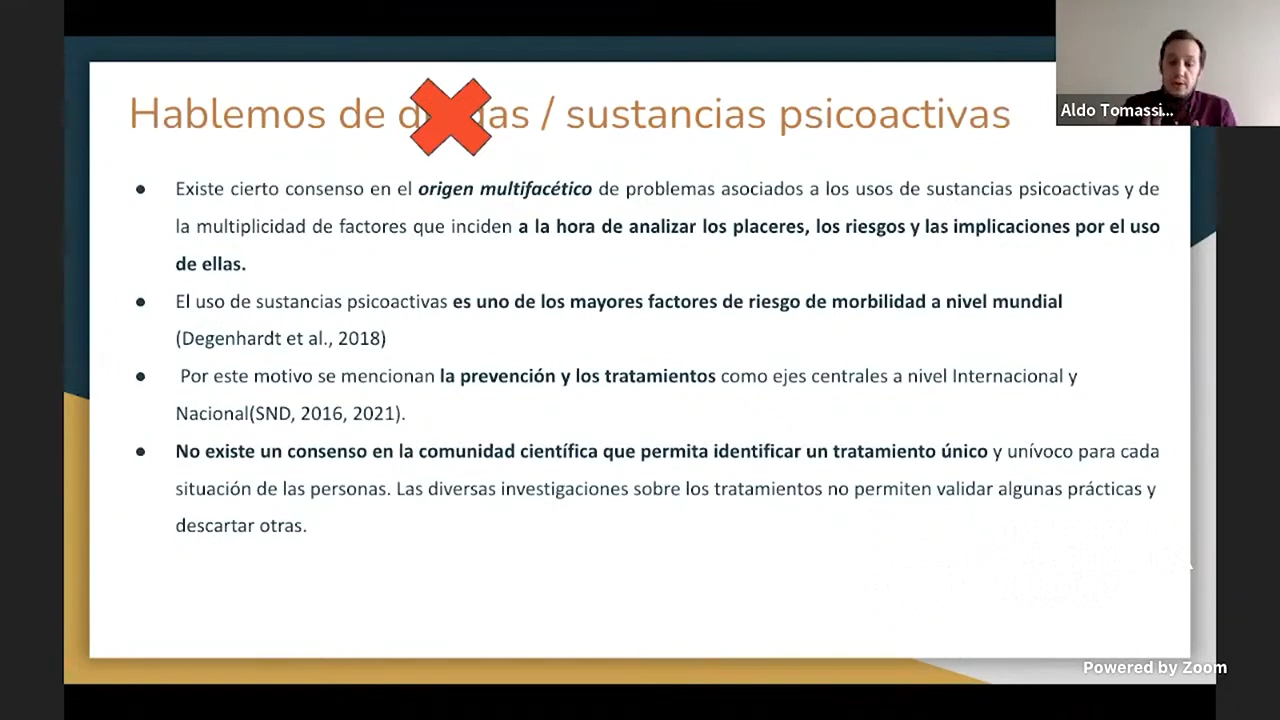 Hablemos de / sustancias psicoactivas
Aldo Tomassi...
Existe cierto consenso en el origen multifacético de problemas asociados a los usos de sustancias psicoactivas y de
la multiplicidad de factores que inciden a la hora de analizar los placeres, los riesgos y las implicaciones por el uso
de ellas.
El uso de sustancias psicoactivas es uno de los mayores factores de riesgo de morbilidad a nivel mundial
(Degenhardt et al., 2018)
Por este motivo se mencionan la prevención y los tratamientos como ejes centrales a nivel Internacional y
Nacional(SND, 2016, 2021).
No existe un consenso en la comunidad científica que permita identificar un tratamiento único y unívoco para cada
situación de las personas. Las diversas investigaciones sobre los tratamientos no permiten validar algunas prácticas y
descartar otras.
Powered by Zoom